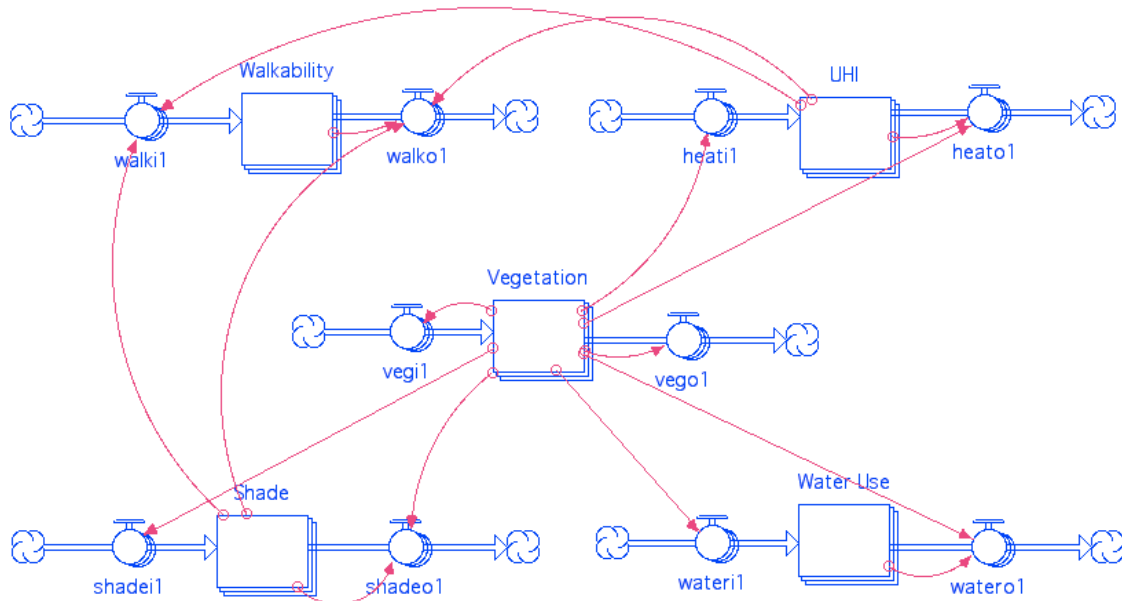 Walkability
UHI
walki1
walko1
heati1
heato1
Vegetation
vegi1
vego1
Shade
Water Use
shadei1
shadeo1
wateri1
watero1